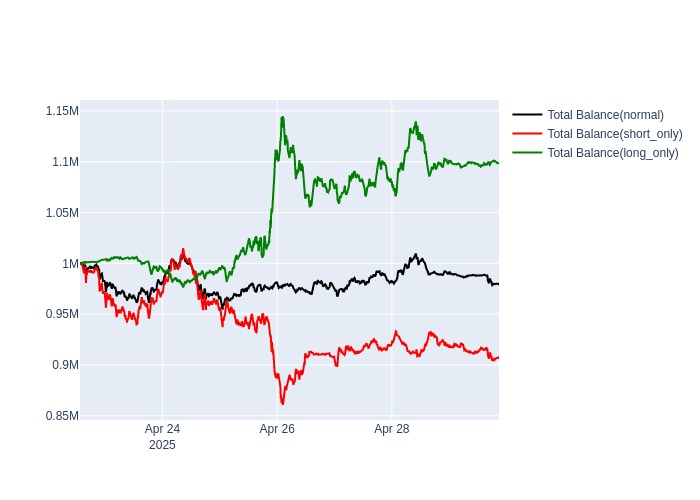 1.15M
1.1M
1.05M
1M
0.95M
0.9M
0.85M
Apr 24
2025
Apr 26
Apr 28
Total Balance(normal)
Total Balance(short_only)
Total Balance(long_only)